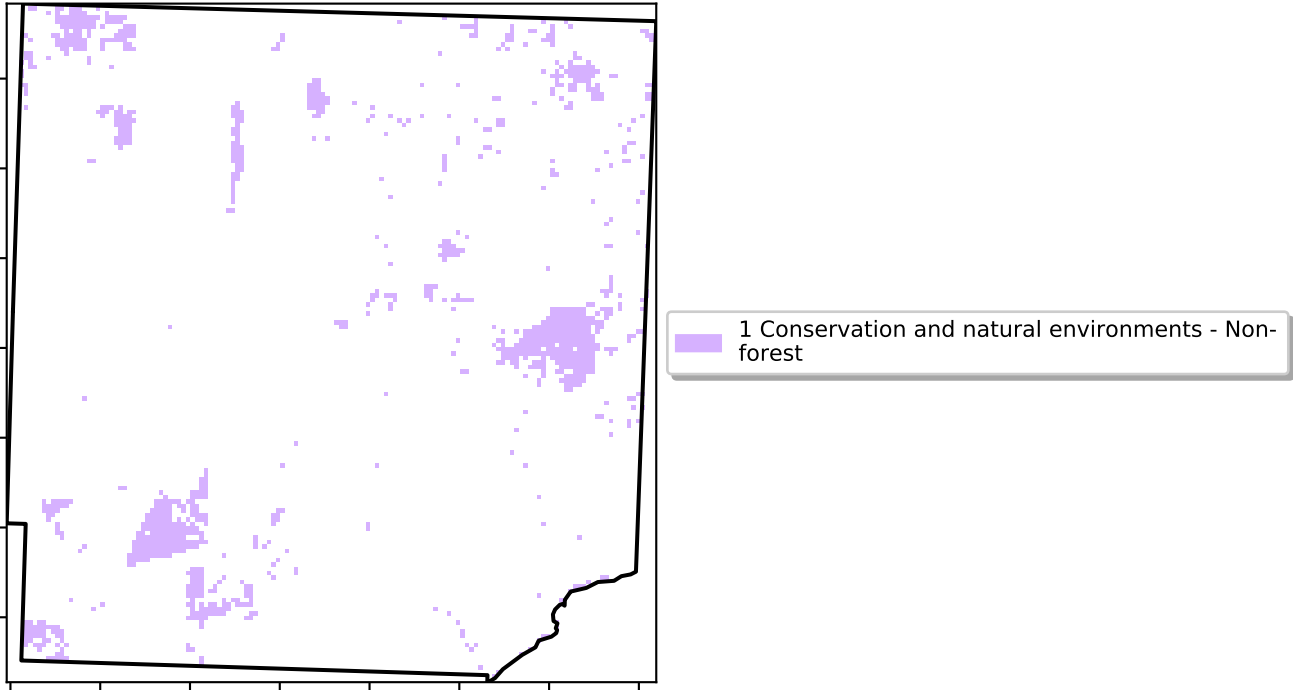 1 Conservation and natural environments - Non-
forest